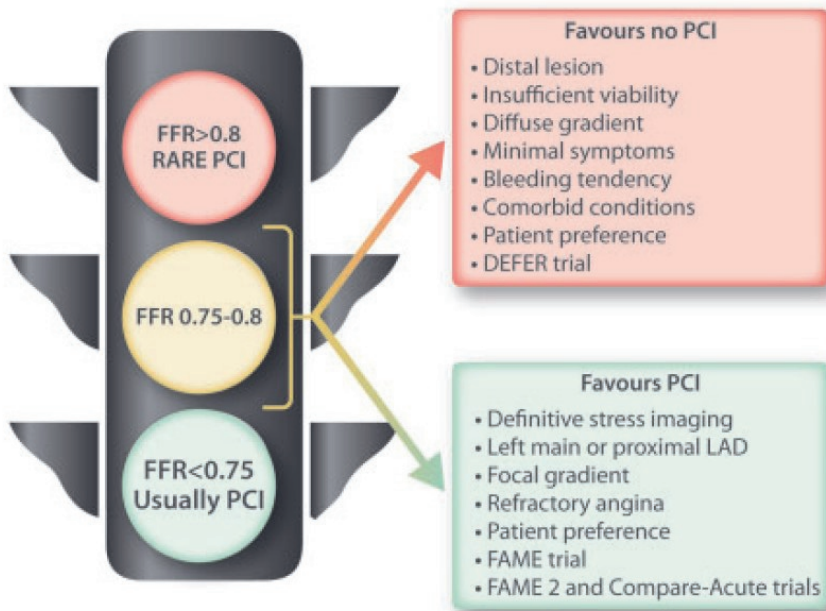 FFR>0.8
RARE PCI
FFR 0.75-0.8
FFR<0.75
Usually PCI
Favours no PCI
• Distal lesion
• Insufficient viability
• Diffuse gradient
• Minimal symptoms
• Bleeding tendency
• Comorbid conditions
• Patient preference
• DEFER trial
Favours PCI
• Definitive stress imaging
• Left main or proximal LAD
• Focal gradient
• Refractory angina
• Patient preference
• FAME trial
• FAME 2 and Compare-Acute trials